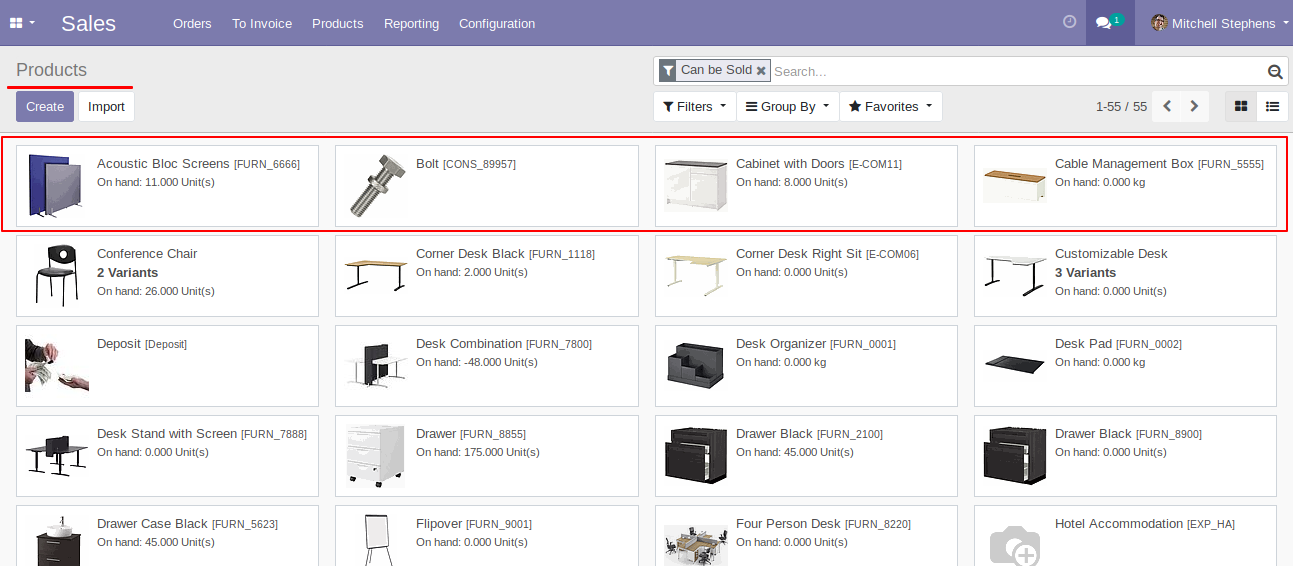 Sales Orders To Invoice Products Reporting Configuration 1 Mitchell Stephens
Products Can be Sold Search...
Create Import Filters Group By Favorites 1-55 / 55
Acoustic Bloc Screens [FURN_6666]
On hand: 11.000 Unit(s)
Bolt [CONS_89957]
Cabinet with Doors [E-COM11]
On hand: 8.000 Unit(s)
Cable Management Box [FURN_5555]
On hand: 0.000 kg
Conference Chair
2 Variants
On hand: 26.000 Unit(s)
Corner Desk Black [FURN_1118]
On hand: 2.000 Unit(s)
Corner Desk Right Sit [E-COM06]
On hand: 0.000 Unit(s)
Customizable Desk
3 Variants
On hand: 0.000 Unit(s)
Deposit [Deposit]
Desk Combination [FURN_7800]
On hand: -48.000 Unit(s)
Desk Organizer [FURN_0001]
On hand: 0.000 kg
Desk Pad [FURN_0002]
On hand: 0.000 kg
Desk Stand with Screen [FURN_7888]
On hand: 0.000 Unit(s)
Drawer [FURN_8855]
On hand: 175.000 Unit(s)
Drawer Black [FURN_2100]
On hand: 45.000 Unit(s)
Drawer Black [FURN_8900]
On hand: 0.000 Unit(s)
Drawer Case Black [FURN_5623]
On hand: 45.000 Unit(s)
Flipover [FURN_9001]
On hand: 0.000 Unit(s)
Four Person Desk [FURN_8220]
On hand: 0.000 Unit(s)
Hotel Accommodation [EXP_HA]